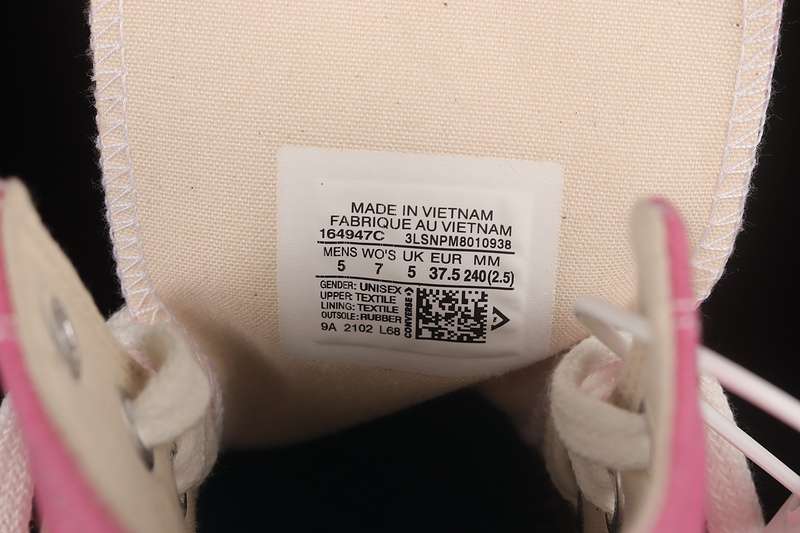 MADE IN VIETNAM
FABRIQUE AU VIETNAM
164947C 3LSNPM8010938
MENS WO'S UK EUR MM
5 7 5 37.5 240(2.5)
GENDER: UNISEX
UPPER: TEXTILE
LINING: TEXTILE
OUTSOLE: RUBBER
9A 2102 L68
CONVERSE